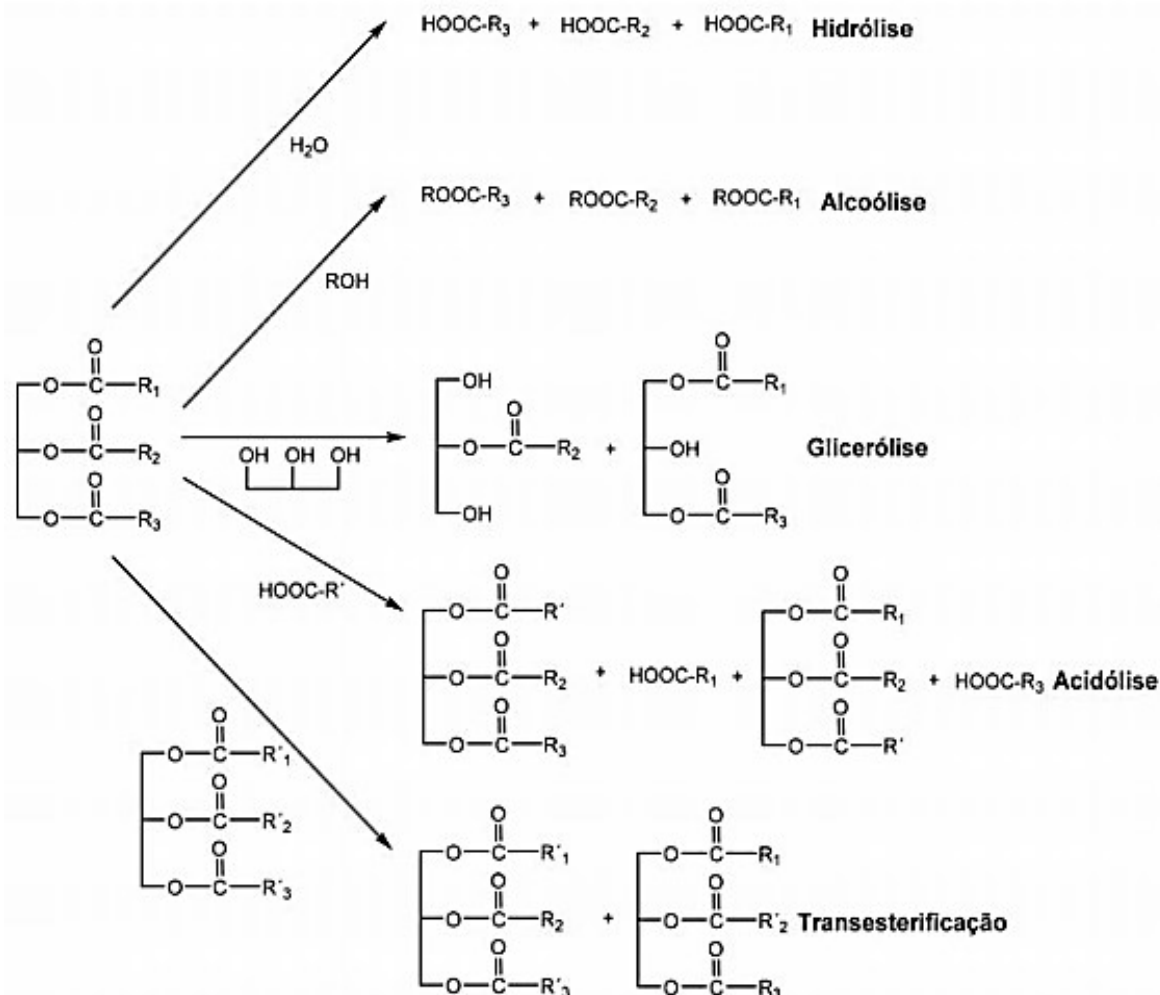 HOOC-R₃ + HOOC-R₂ + HOOC-R₁ Hidrólise
H₂O
ROOC-R₃ + ROOC-R₂ + ROOC-R₁ Alcoólise
ROH
O
O—C—R₁
O
O—C—R₂
O
O—C—R₃
OH OH OH
OH
O
O—C—R₂
OH
+
O
O—C—R₁
OH
O
O—C—R₃
Glicerólise
HOOC-R'
O
O—C—R'
O
O—C—R₂
O
O—C—R₃
+ HOOC-R₁ +
O
O—C—R₁
O
O—C—R₂
O
O—C—R'
+ HOOC-R₃ Acidólise
O
O—C—R'₁
O
O—C—R'₂
O
O—C—R'₃
O
O—C—R'₁
O
O—C—R₂
O
O—C—R'₃
+
O
O—C—R₁
O
O—C—R'₂ Transesterificação
O
O—C—R₃